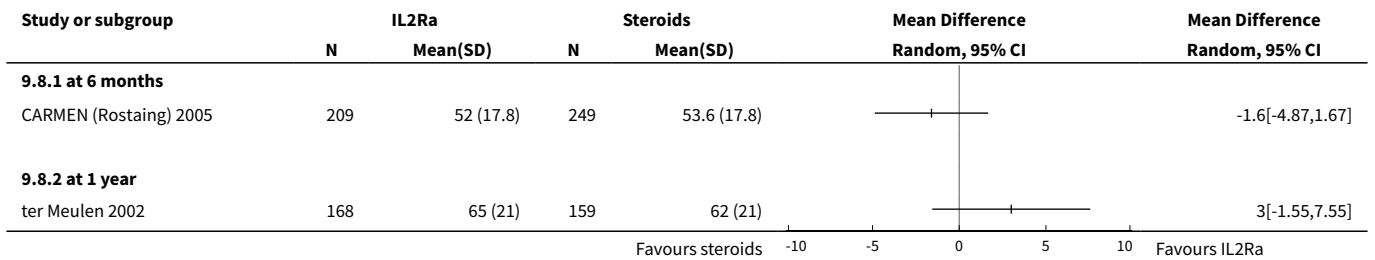 Study or subgroup IL2Ra Steroids Mean Difference Mean Difference
N Mean(SD) N Mean(SD) Random, 95% CI Random, 95% CI
9.8.1 at 6 months
CARMEN (Rostaing) 2005 209 52 (17.8) 249 53.6 (17.8) -1.6[-4.87,1.67]
9.8.2 at 1 year
ter Meulen 2002 168 65 (21) 159 62 (21) 3[-1.55,7.55]
Favours steroids -10 -5 0 5 10 Favours IL2Ra